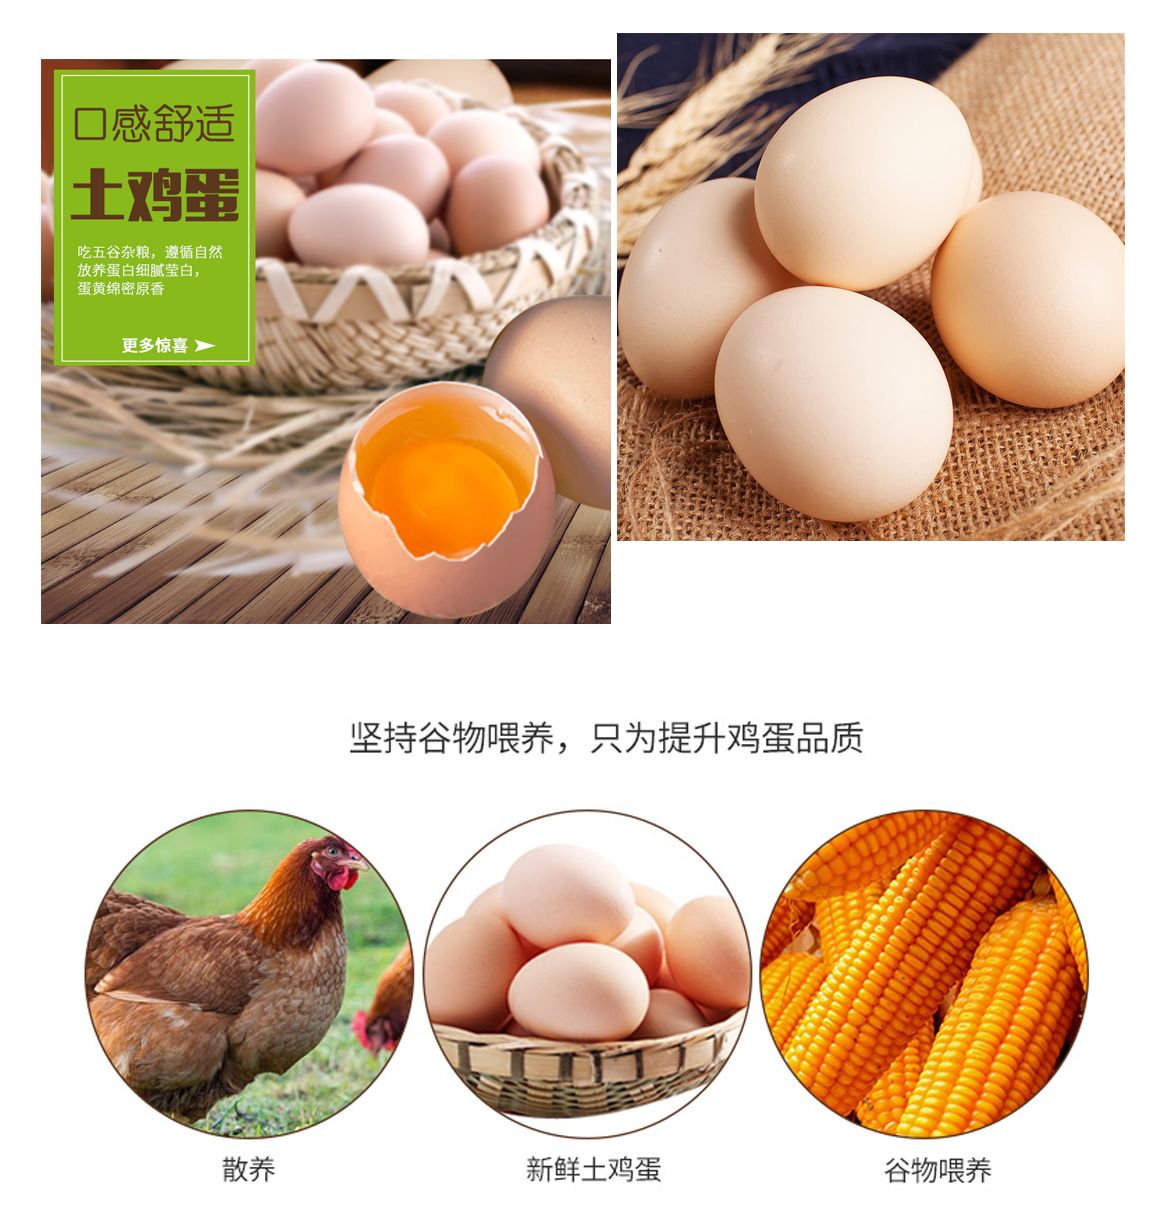 口感舒适
土鸡蛋
吃五谷杂粮，遵循自然
放养蛋白细腻莹白，
蛋黄绵密原香
更多惊喜
坚持谷物喂养，只为提升鸡蛋品质
散养
新鲜土鸡蛋
谷物喂养